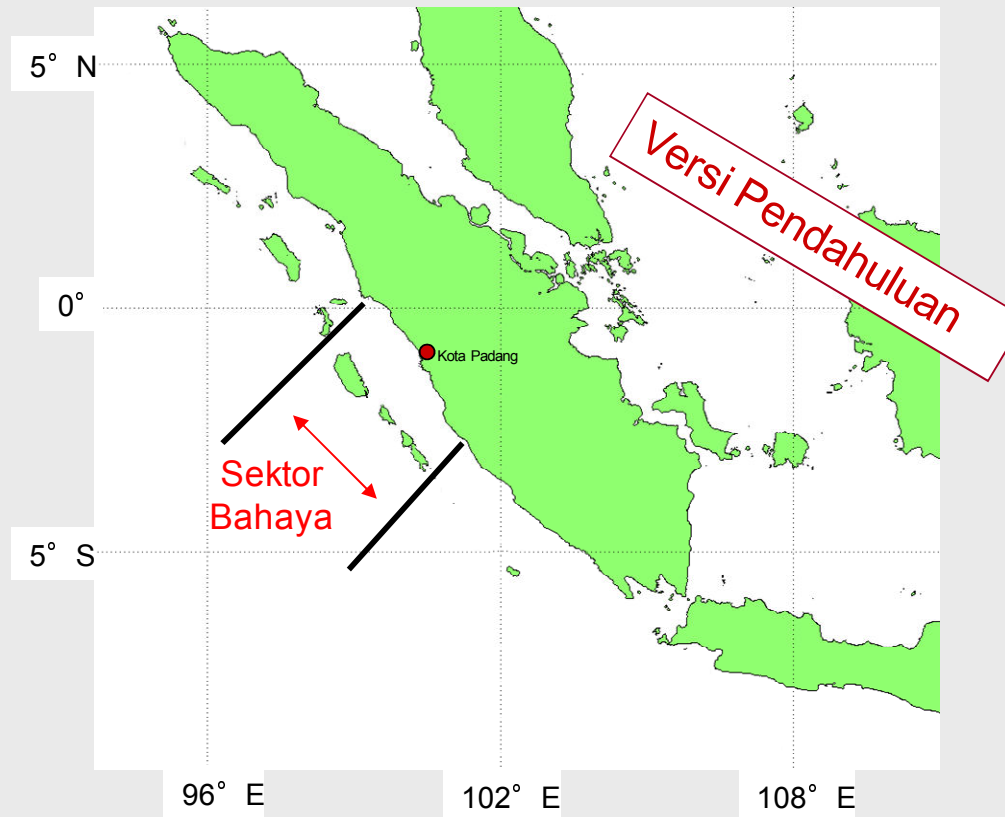 5° N
Versi Pendahuluan
0°
Kota Padang
Sektor
Bahaya
5° S
96° E
102° E
108° E